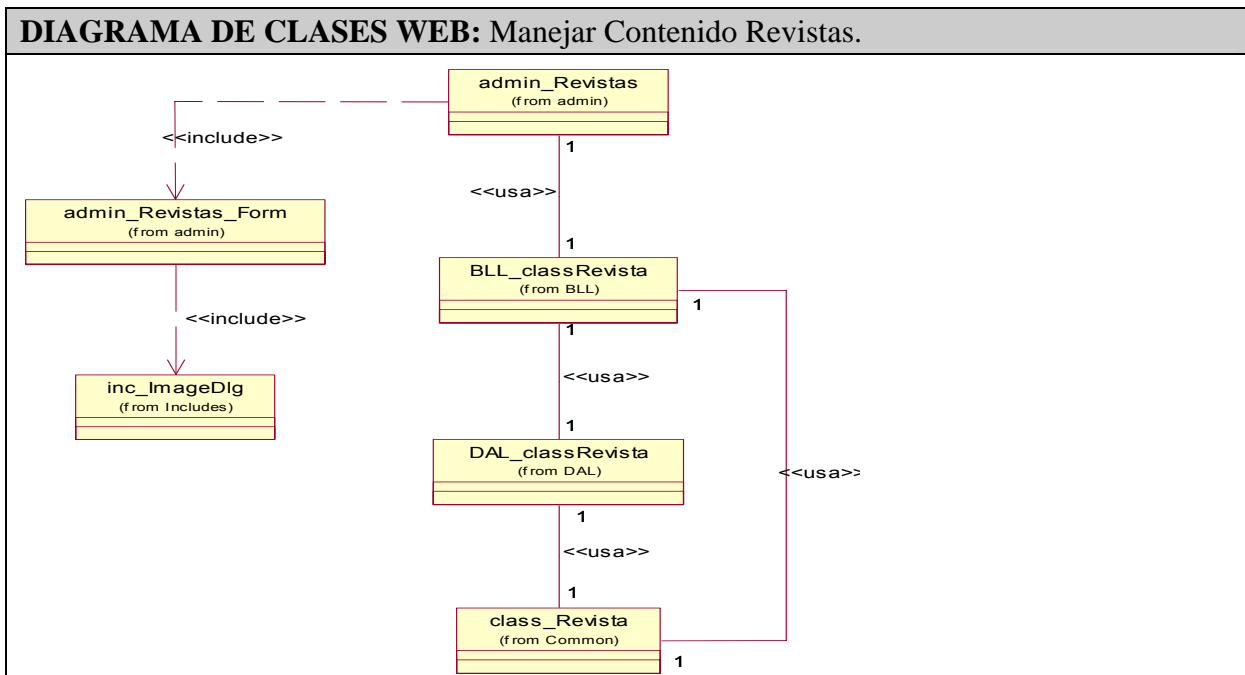 DIAGRAMA DE CLASES WEB: Manejar Contenido Revistas.
admin_Revistas
(from admin)
<<include>>
1
<<usa>>
admin_Revistas_Form
(from admin)
1
BLL_classRevista
(from BLL)
1
1
<<include>>
<<usa>>
inc_ImageDlg
(from Includes)
1
DAL_classRevista
(from DAL)
<<usa>>
1
<<usa>>
1
class_Revista
(from Common)
1